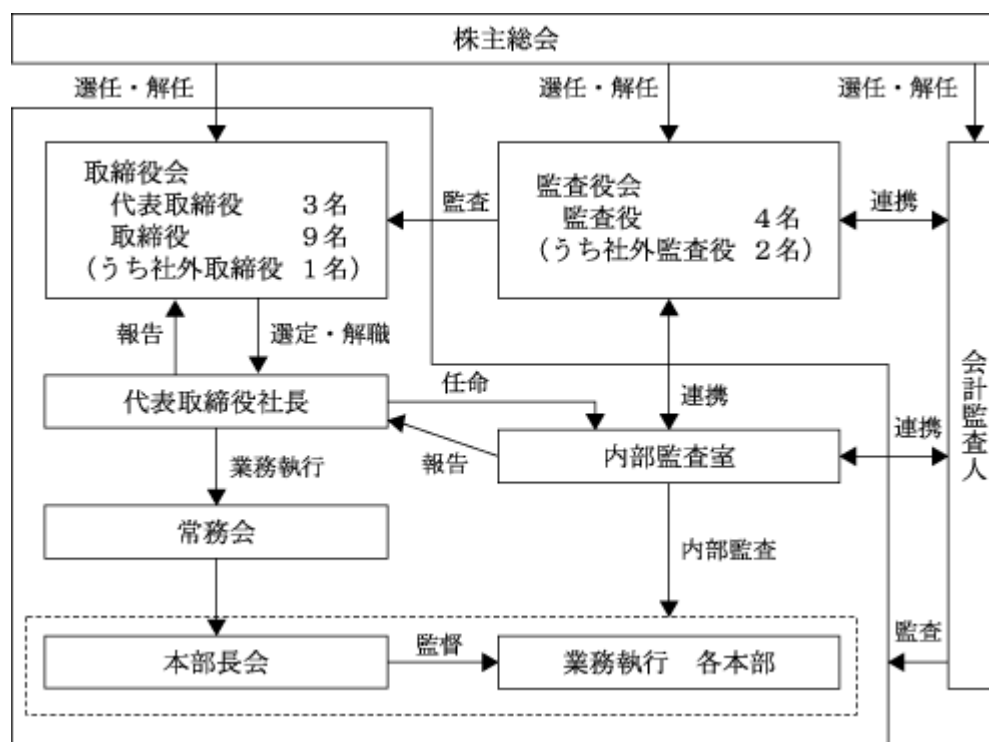 株主総会
選任・解任
選任・解任
選任・解任
取締役会
代表取締役 3名
取締役 9名
(うち社外取締役 1名)
監査
監査役会
監査役 4名
(うち社外監査役 2名)
連携
報告
選定・解職
代表取締役社長
任命
連携
報告
内部監査室
連携
会計監査人
業務執行
常務会
内部監査
本部長会
監督
業務執行 各本部
監査